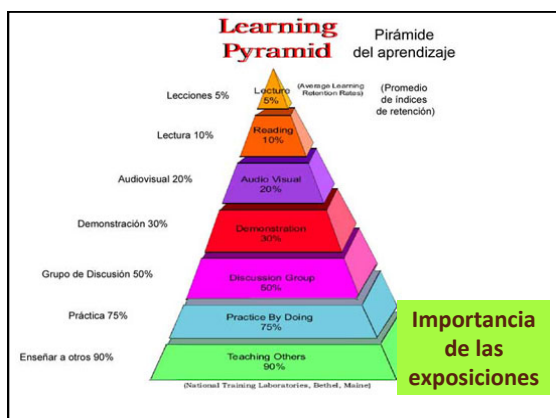 Learning
Pyramid
Pirámide
del aprendizaje
(Average Learning
Retention Rates)
(Promedio
de índices
de retención)
Lecciones 5%
Lecture
5%
Lectura 10%
Reading
10%
Audiovisual 20%
Audio Visual
20%
Demonstración 30%
Demonstration
30%
Grupo de Discusión 50%
Discussion Group
50%
Práctica 75%
Practice By Doing
75%
Enseñar a otros 90%
Teaching Others
90%
(National Training Laboratories, Bethel, Maine)
Importancia
de las
exposiciones